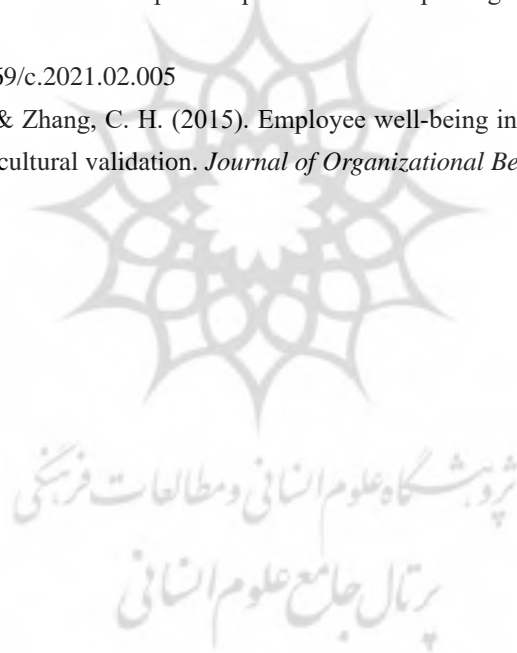 59/c.2021.02.005
& Zhang, C. H. (2015). Employee well-being in
cultural validation. Journal of Organizational Be
پژوهشگاه علوم انسانی و مطالعات فرهنگی
پرتال جامع علوم انسانی